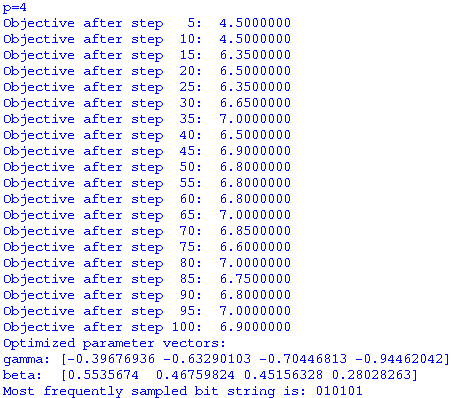 p=4
Objective after step   5:  4.5000000
Objective after step  10:  4.5000000
Objective after step  15:  6.3500000
Objective after step  20:  6.5000000
Objective after step  25:  6.3500000
Objective after step  30:  6.6500000
Objective after step  35:  7.0000000
Objective after step  40:  6.5000000
Objective after step  45:  6.9000000
Objective after step  50:  6.8000000
Objective after step  55:  6.8000000
Objective after step  60:  6.8000000
Objective after step  65:  7.0000000
Objective after step  70:  6.8500000
Objective after step  75:  6.6000000
Objective after step  80:  7.0000000
Objective after step  85:  6.7500000
Objective after step  90:  6.8000000
Objective after step  95:  7.0000000
Objective after step 100:  6.9000000
Optimized parameter vectors:
gamma: [-0.39676936 -0.63290103 -0.70446813 -0.94462042]
beta:  [0.5535674  0.46759824 0.45156328 0.28028263]
Most frequently sampled bit string is: 010101